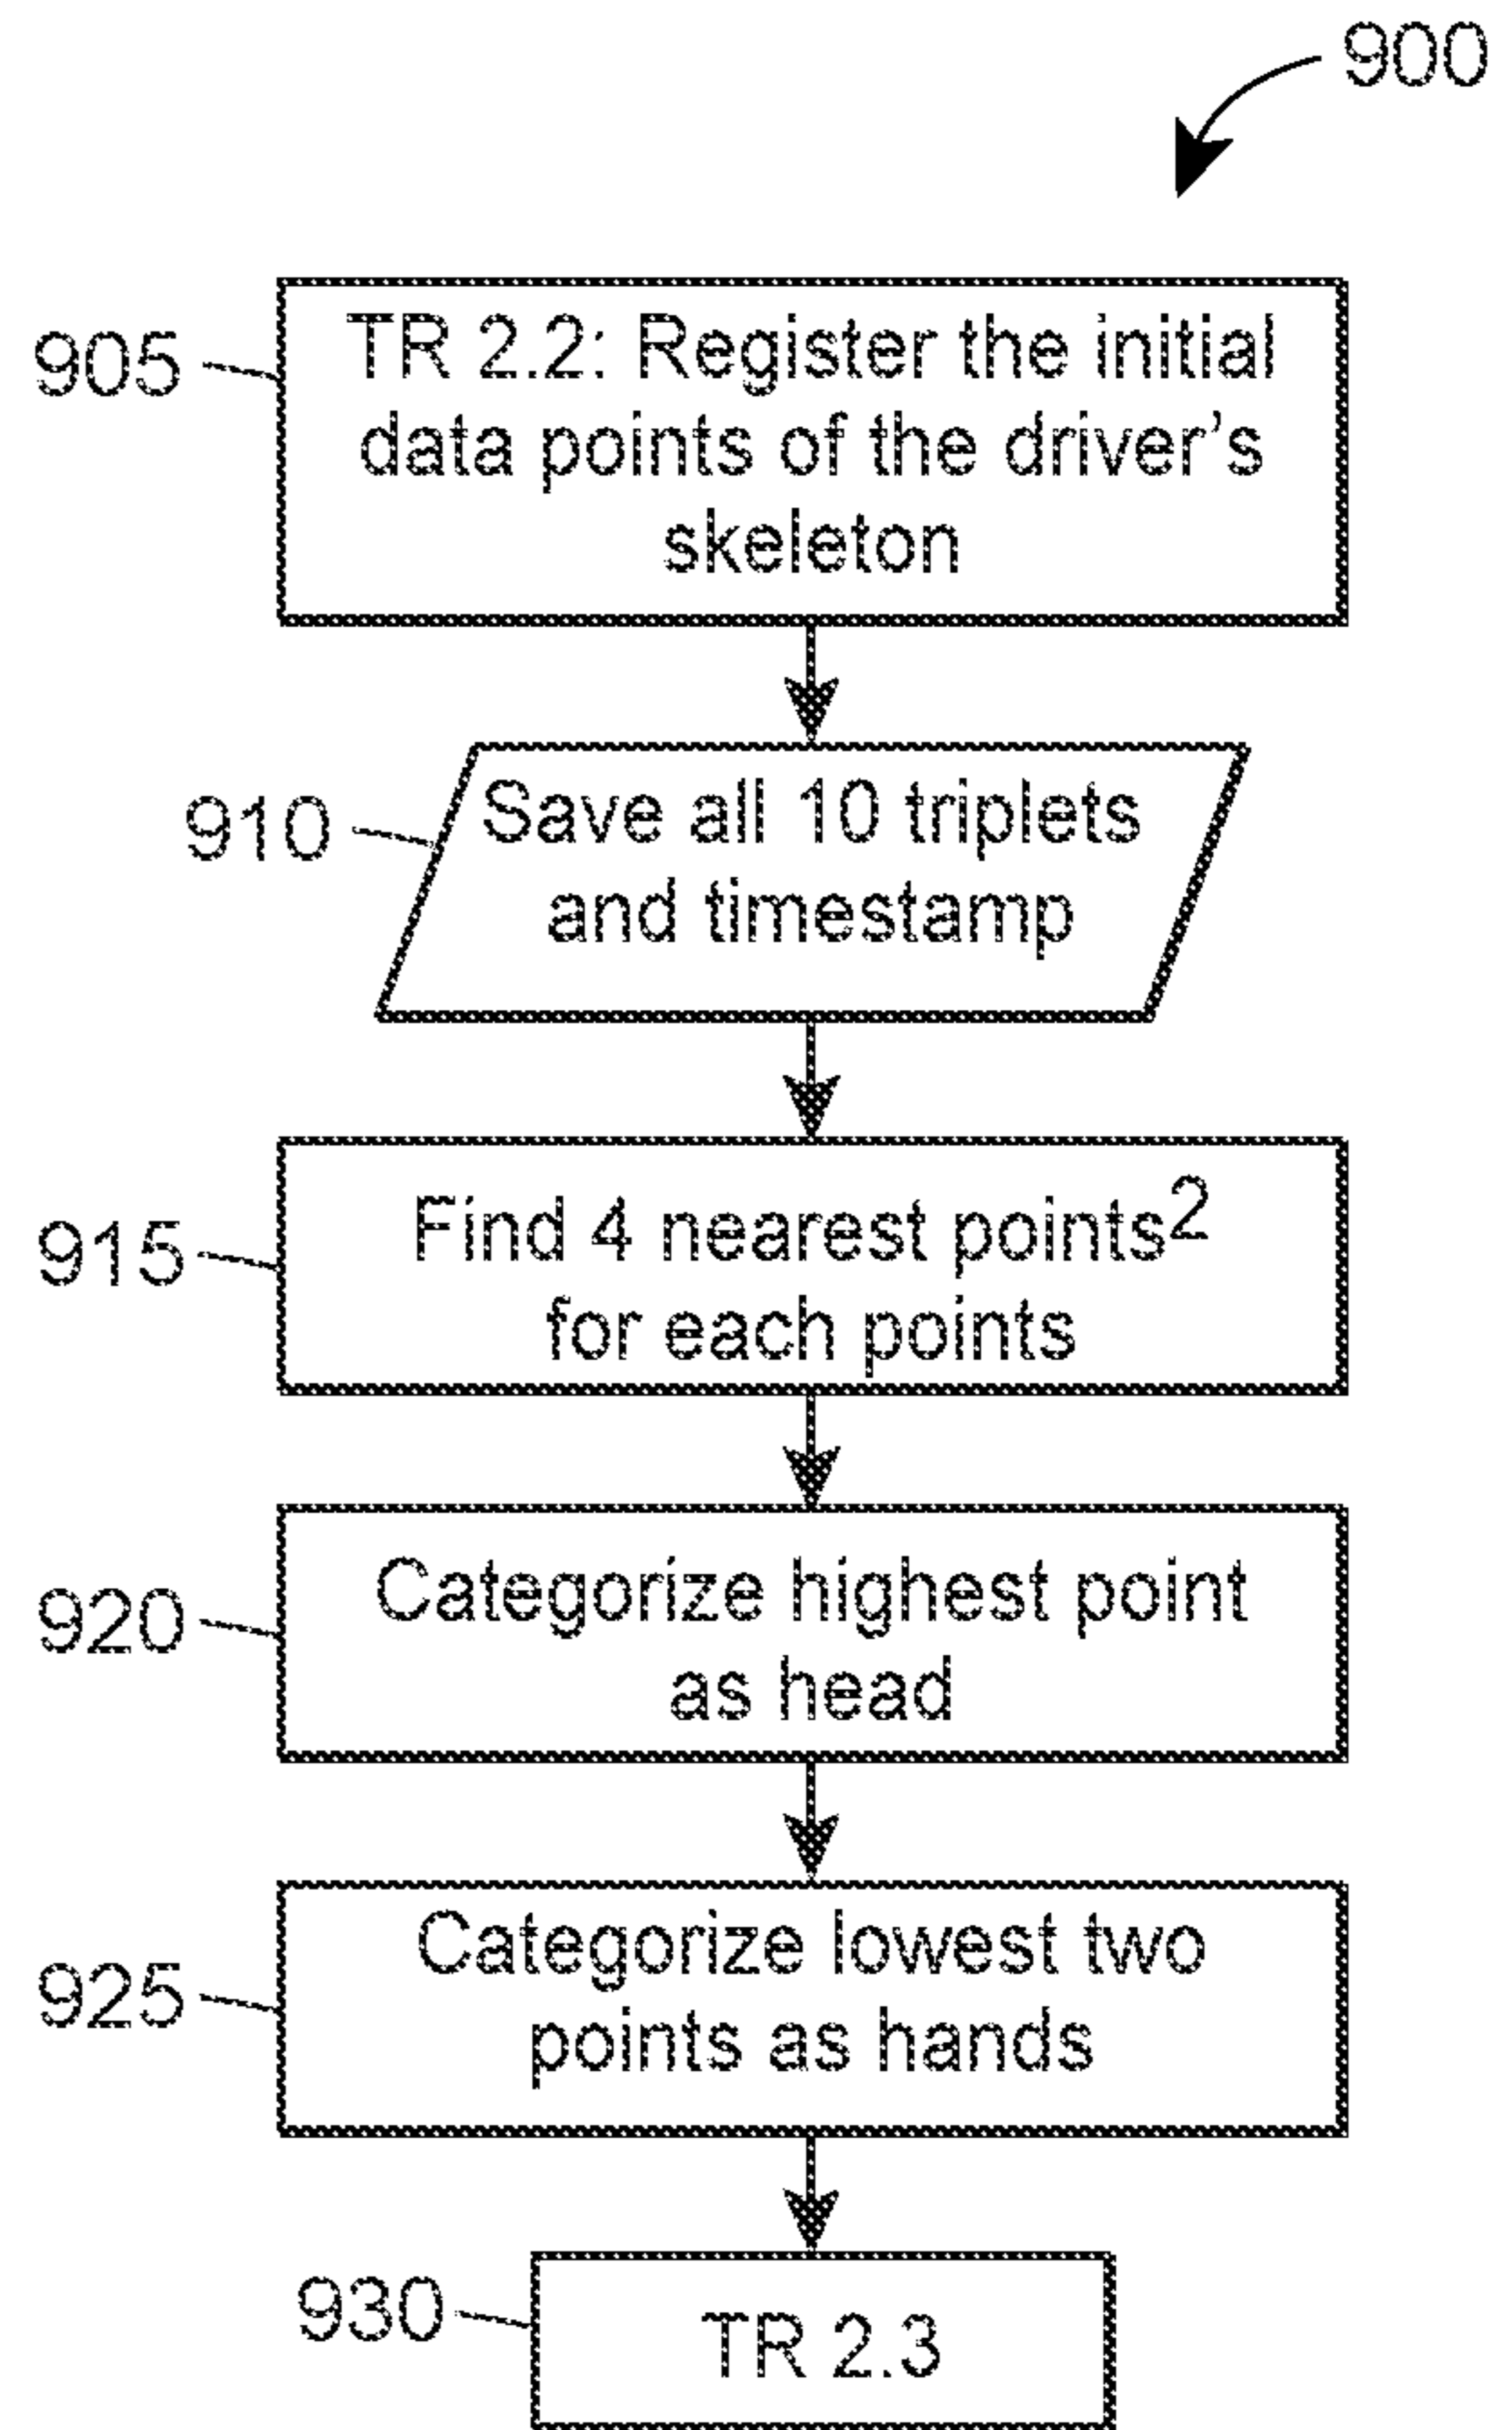 900
905
TR 2.2: Register the initial
data points of the driver's
skeleton
910
Save all 10 triplets
and timestamp
915
Find 4 nearest points2
for each points
920
Categorize highest point
as head
925
Categorize lowest two
points as hands
930
TR 2.3